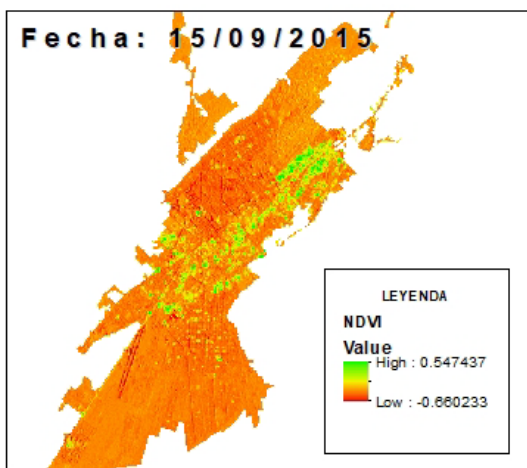 Fecha: 15/09/2015
LEYENDA
NDVI
Value
High : 0.547437
Low : -0.660233